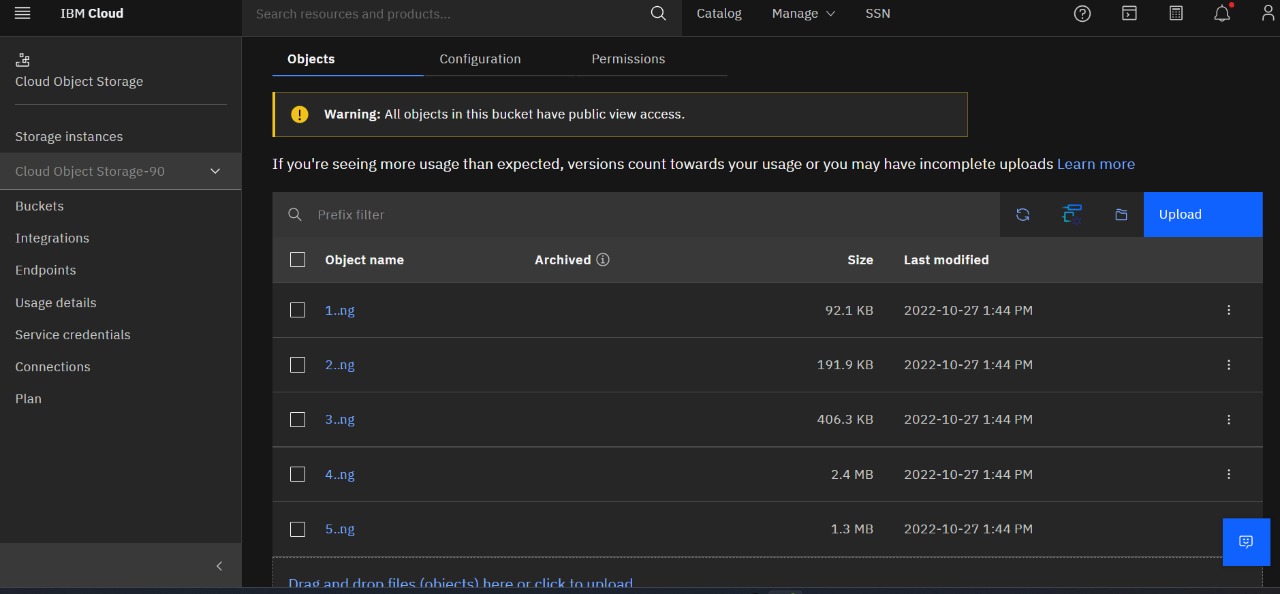 IBM Cloud
Search resources and products...
Catalog
Manage
SSN
Cloud Object Storage
Storage instances
Cloud Object Storage-90
Buckets
Integrations
Endpoints
Usage details
Service credentials
Connections
Plan
Objects
Configuration
Permissions
Warning: All objects in this bucket have public view access.
If you're seeing more usage than expected, versions count towards your usage or you may have incomplete uploads Learn more
Prefix filter
Upload
Object name Archived Size Last modified
1..ng 92.1 KB 2022-10-27 1:44 PM
2..ng 191.9 KB 2022-10-27 1:44 PM
3..ng 406.3 KB 2022-10-27 1:44 PM
4..ng 2.4 MB 2022-10-27 1:44 PM
5..ng 1.3 MB 2022-10-27 1:44 PM
Drag and drop files (objects) here or click to upload